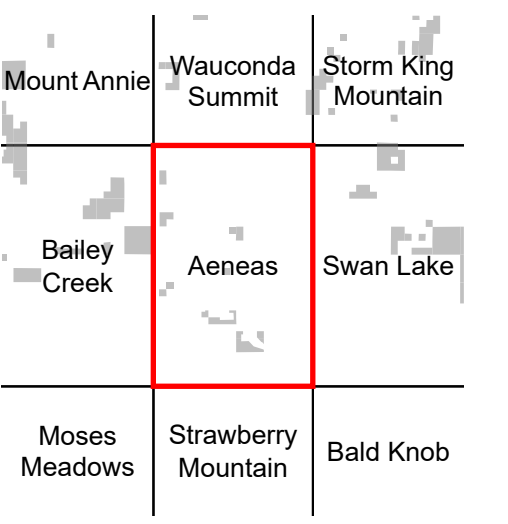 Mount Annie
Wauconda
Summit
Storm King
Mountain
Bailey
Creek
Aeneas
Swan Lake
Moses
Meadows
Strawberry
Mountain
Bald Knob